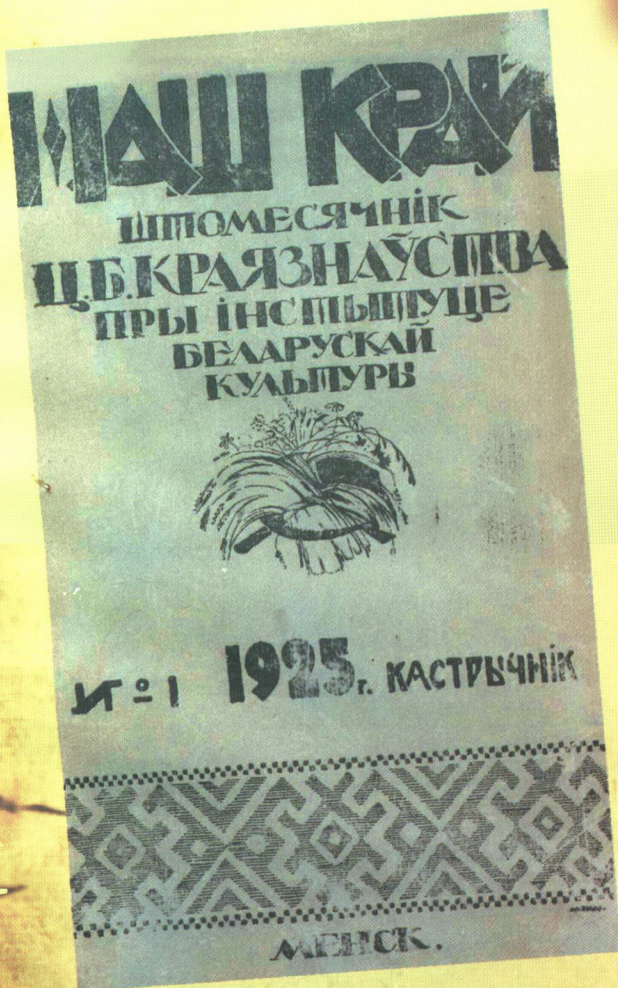 НАШ КРАЙ
ШТОМЕСЯЧНІК
Ц.Б.КРАЯЗНАЎСТВА
ПРЫ ІНСТЫТУЦЕ
БЕЛАРУСКАЙ
КУЛЬТУРЫ
№ 1 1925 г. КАСТРЫЧНІК
МЕНСК.